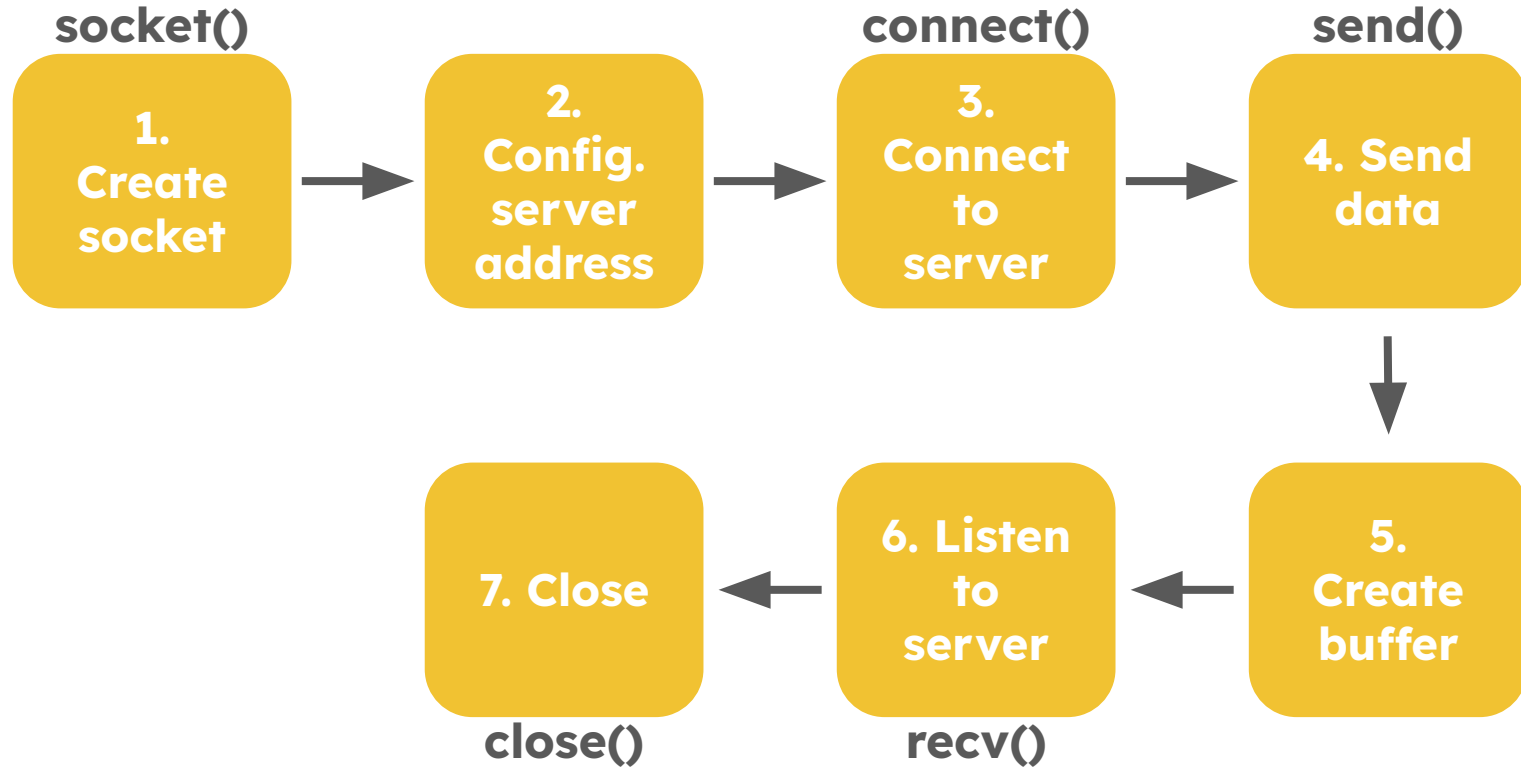 socket()
1.
Create
socket
2.
Config.
server
address
connect()
3.
Connect
to
server
send()
4. Send
data
5.
Create
buffer
6. Listen
to
server
recv()
7. Close
close()